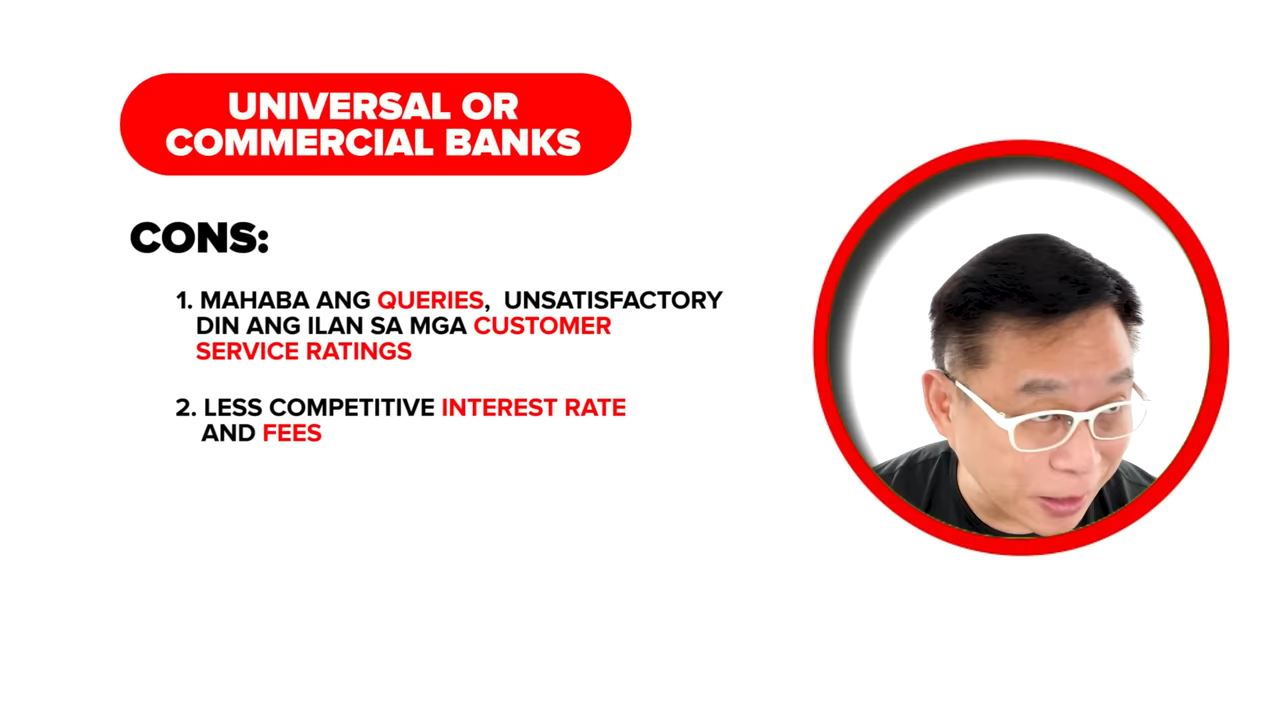 UNIVERSAL OR
COMMERCIAL BANKS
CONS:
1. MAHABA ANG QUERIES, UNSATISFACTORY
DIN ANG ILAN SA MGA CUSTOMER
SERVICE RATINGS
2. LESS COMPETITIVE INTEREST RATE
AND FEES